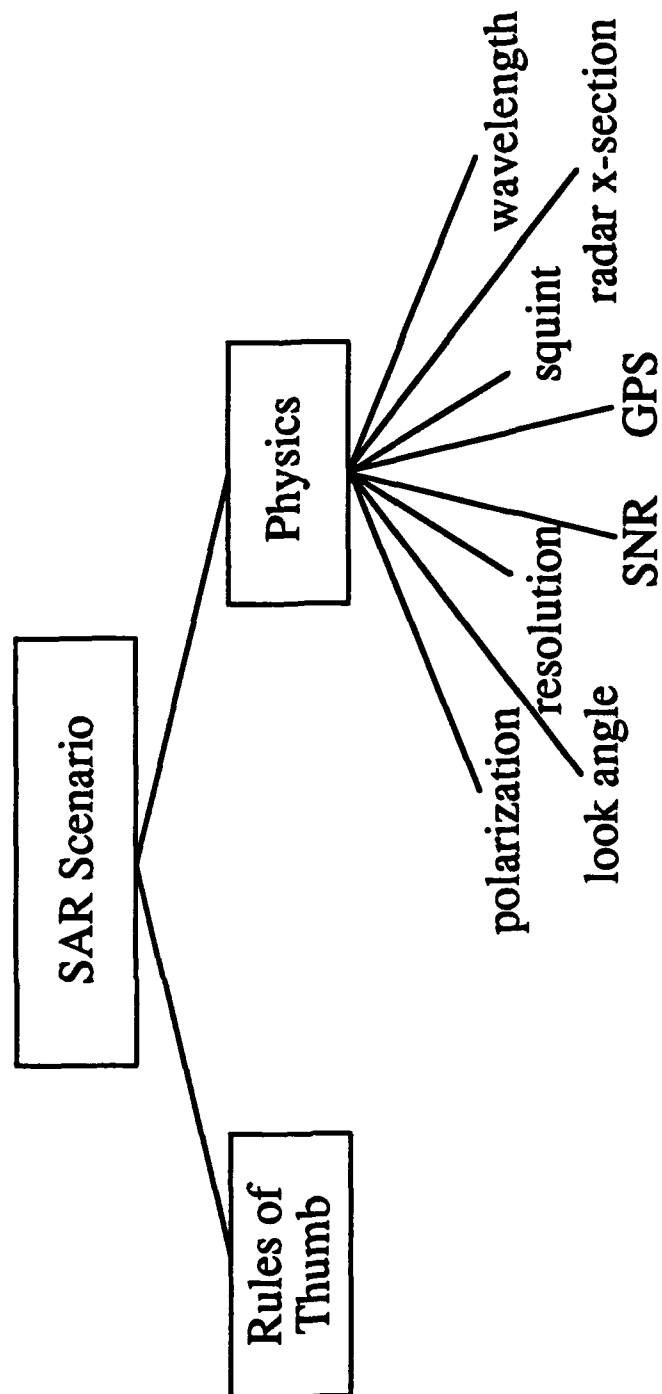 SAR Scenario
Rules of
Thumb
Physics
polarization
look angle
resolution
SNR
GPS
squint
radar x-section
wavelength